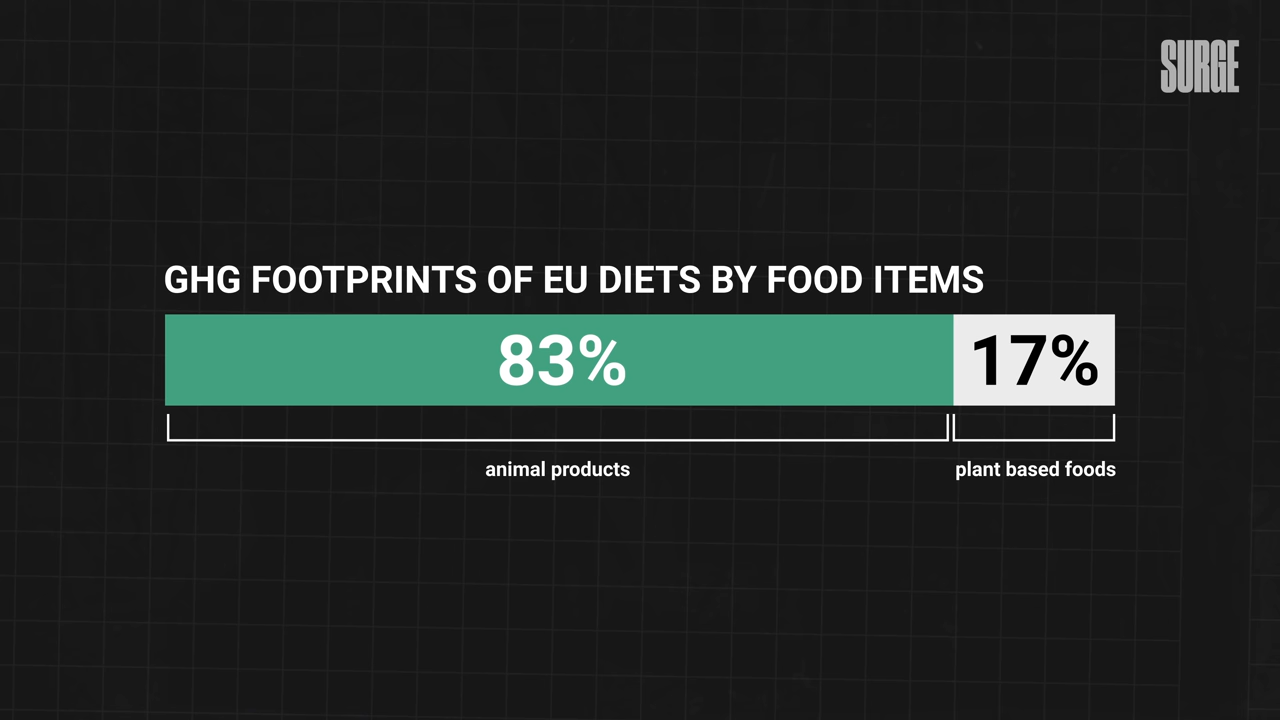 SURGE
GHG FOOTPRINTS OF EU DIETS BY FOOD ITEMS
83%
17%
animal products
plant based foods